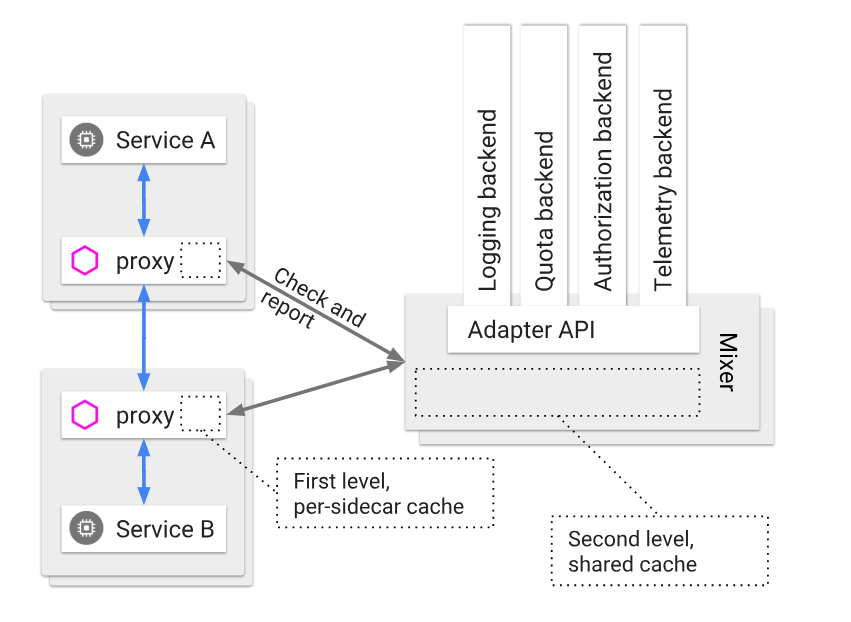 Service A
proxy
Check and
report
proxy
Service B
First level,
per-sidecar cache
Logging backend
Quota backend
Authorization backend
Telemetry backend
Adapter API
Mixer
Second level,
shared cache